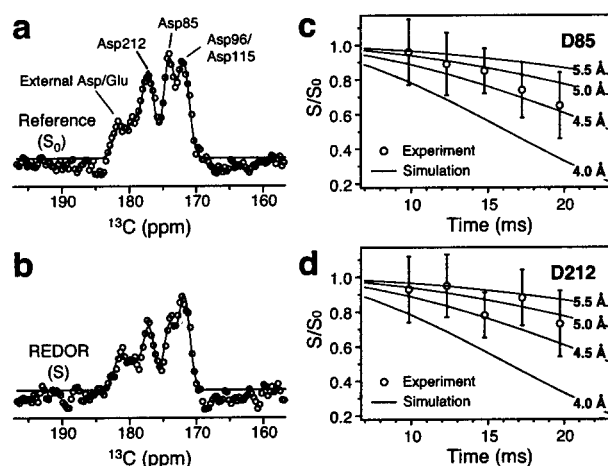 a
Asp85
Asp212
Asp96/
Asp115
External Asp/Glu
Reference
(S₀)
190 180 170 160
¹³C (ppm)
b
REDOR
(S)
190 180 170 160
¹³C (ppm)
c
D85
S/S₀
1.0
0.8
0.6
0.4
0.2
5.5 Å
5.0 Å
4.5 Å
4.0 Å
Experiment
Simulation
10 15 20
Time (ms)
d
D212
S/S₀
1.0
0.8
0.6
0.4
0.2
5.5 Å
5.0 Å
4.5 Å
4.0 Å
Experiment
Simulation
10 15 20
Time (ms)